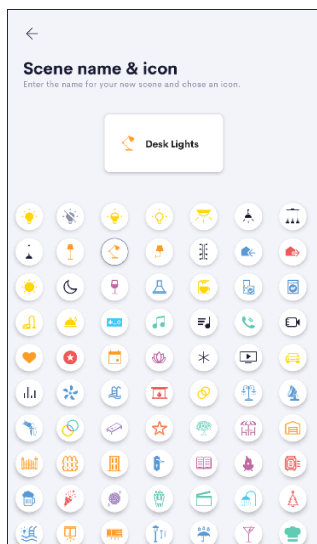 Scene name & icon
Enter the name for your new scene and chose an icon.
Desk Lights